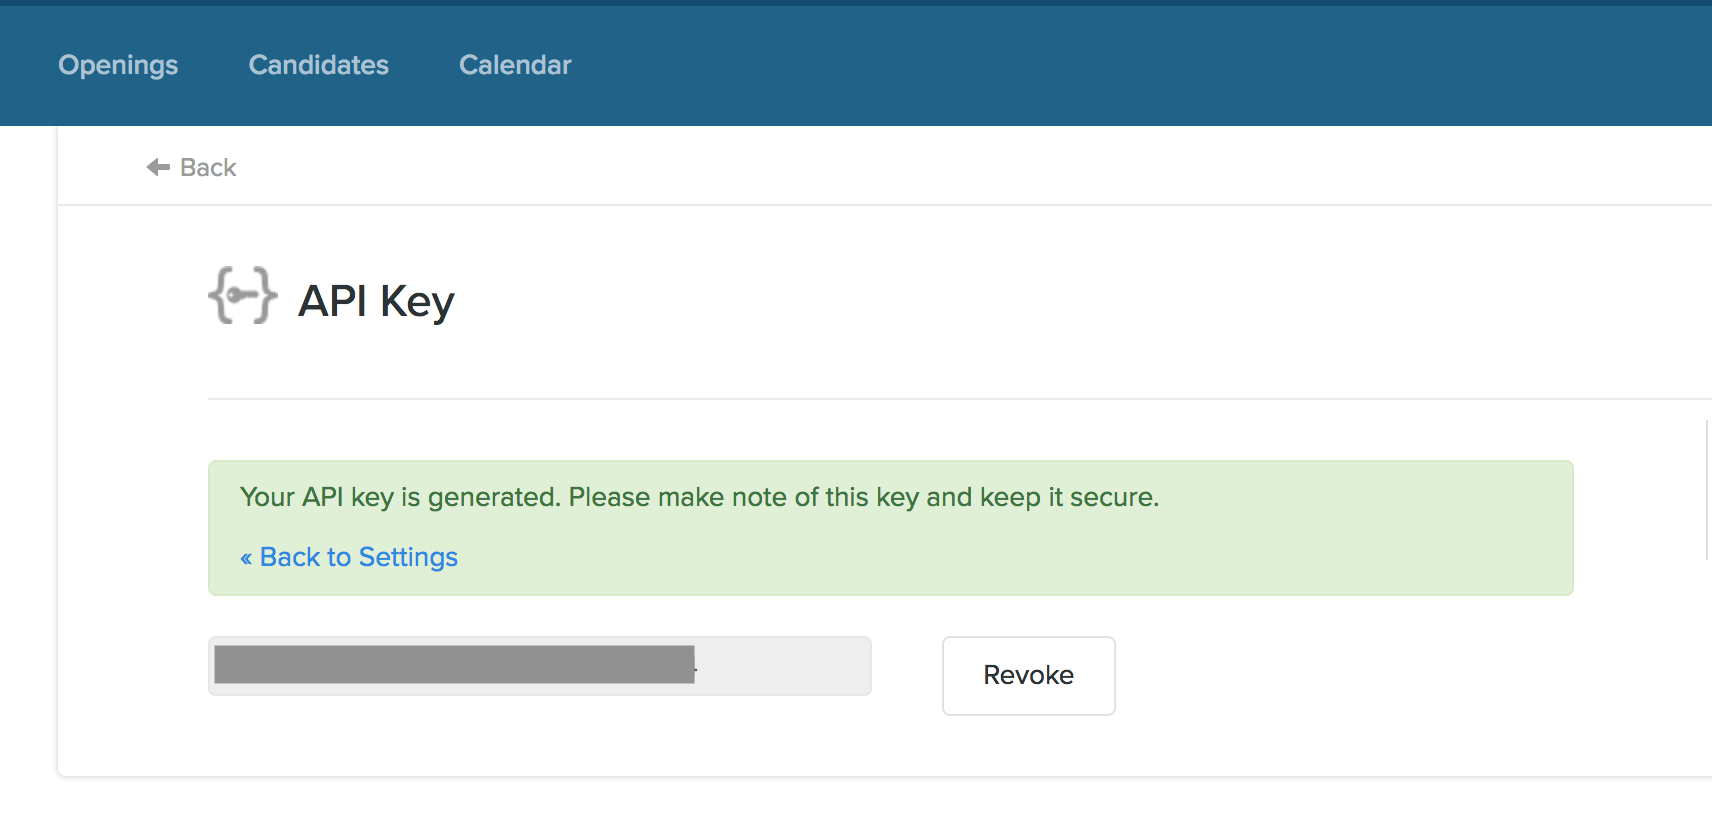 Openings Candidates Calendar
Back
API Key
Your API key is generated. Please make note of this key and keep it secure.
« Back to Settings
Revoke